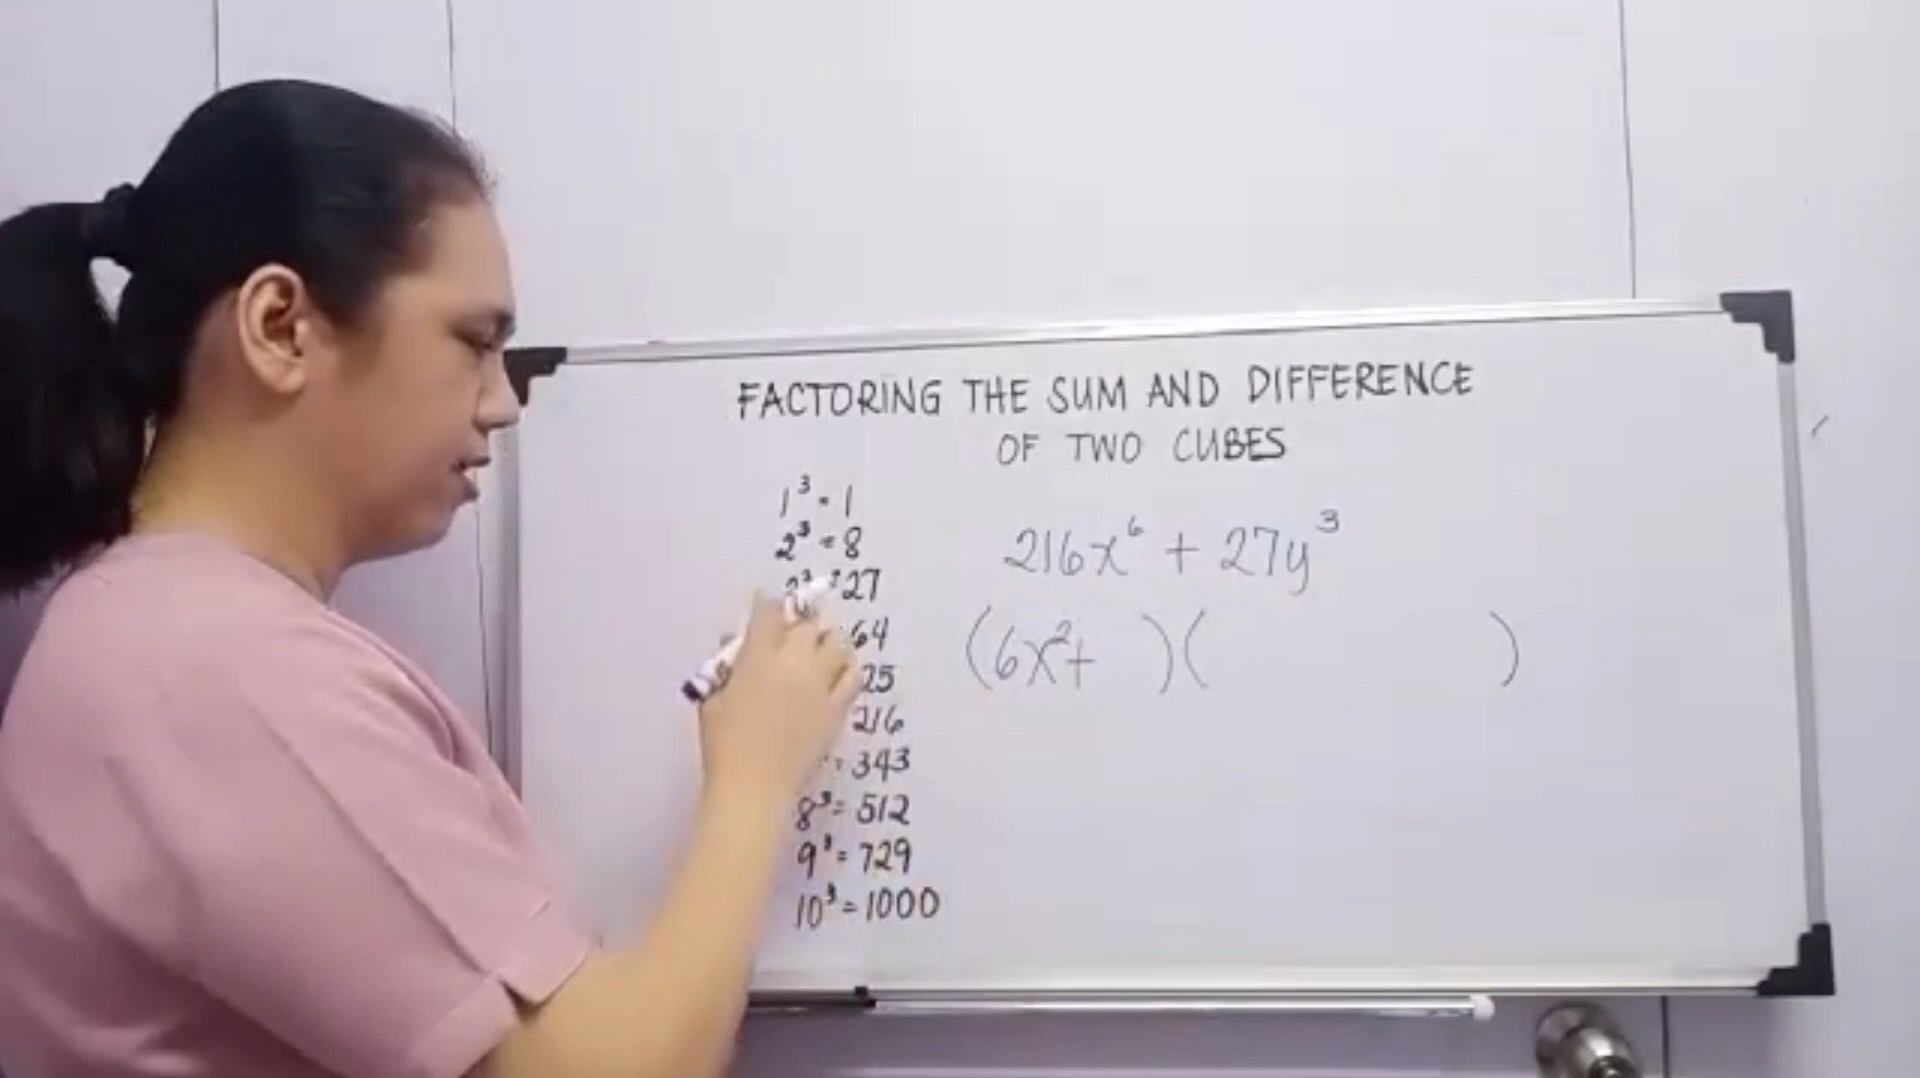 FACTORING THE SUM AND DIFFERENCE
OF TWO CUBES
1³ = 1
2³ = 8
³ = 27
64
25
216
= 343
8³ = 512
9³ = 729
10³ = 1000
216x⁶ + 27y³
(6x²+ )( )